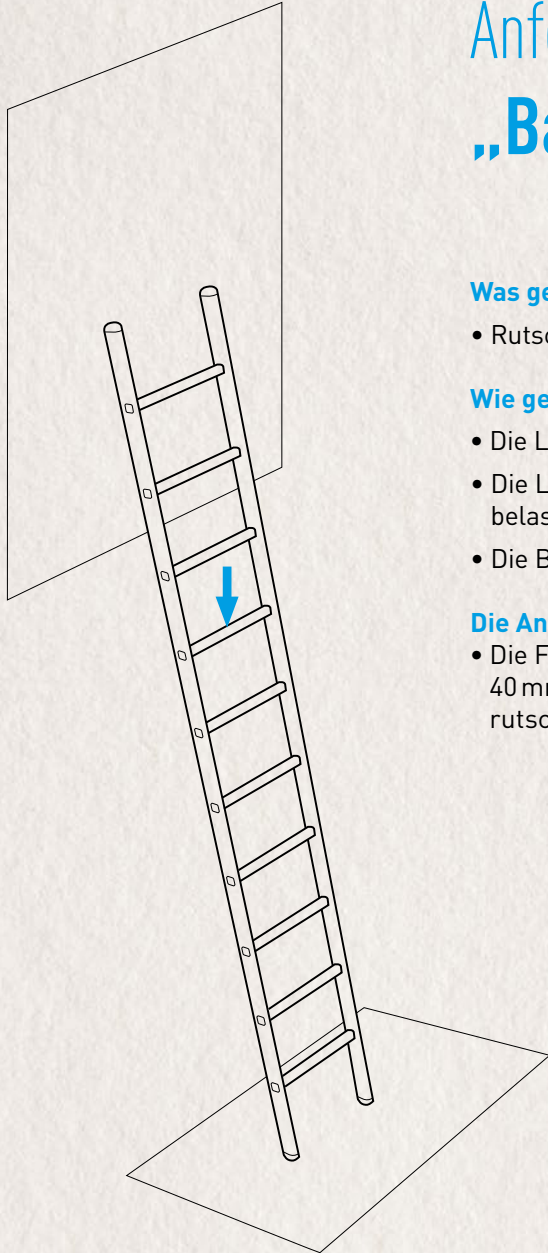 Anf
„Ba
Was ge
• Rutsc
Wie ge
• Die L
• Die L
belas
• Die B
Die An
• Die F
40 mm
rutsc